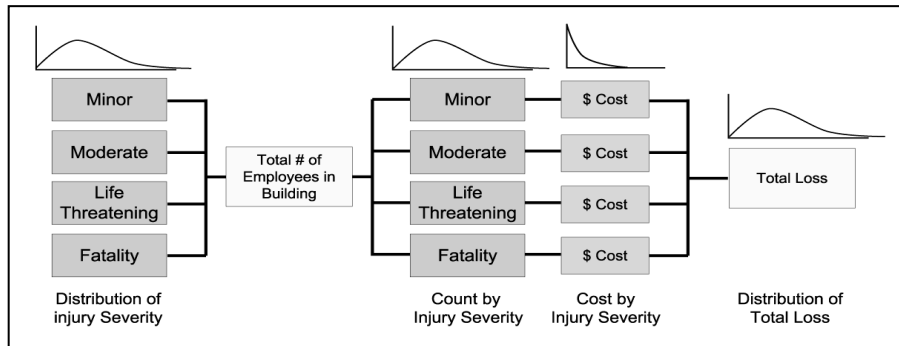 Minor
Moderate
Life
Threatening
Fatality
Distribution of
injury Severity
Total # of
Employees in
Building
Minor
Moderate
Life
Threatening
Fatality
Count by
Injury Severity
$ Cost
$ Cost
$ Cost
$ Cost
Cost by
Injury Severity
Total Loss
Distribution of
Total Loss